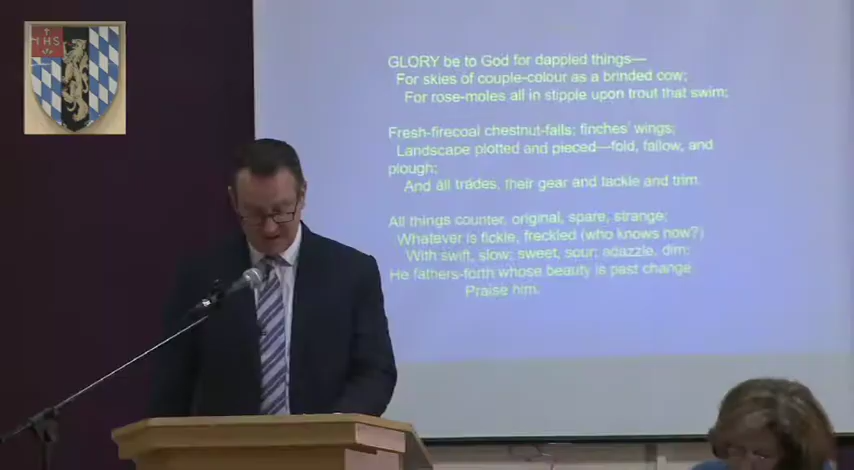 IHS
GLORY be to God for dappled things—
For skies of couple-colour as a brinded cow;
For rose-moles all in stipple upon trout that swim;
Fresh-firecoal chestnut-falls; finches' wings;
Landscape plotted and pieced—fold, fallow, and
plough;
And all trades, their gear and tackle and trim.
All things counter, original, spare, strange;
Whatever is fickle, freckled (who knows how?)
With swift, slow; sweet, sour; adazzle, dim;
He fathers-forth whose beauty is past change
Praise him.